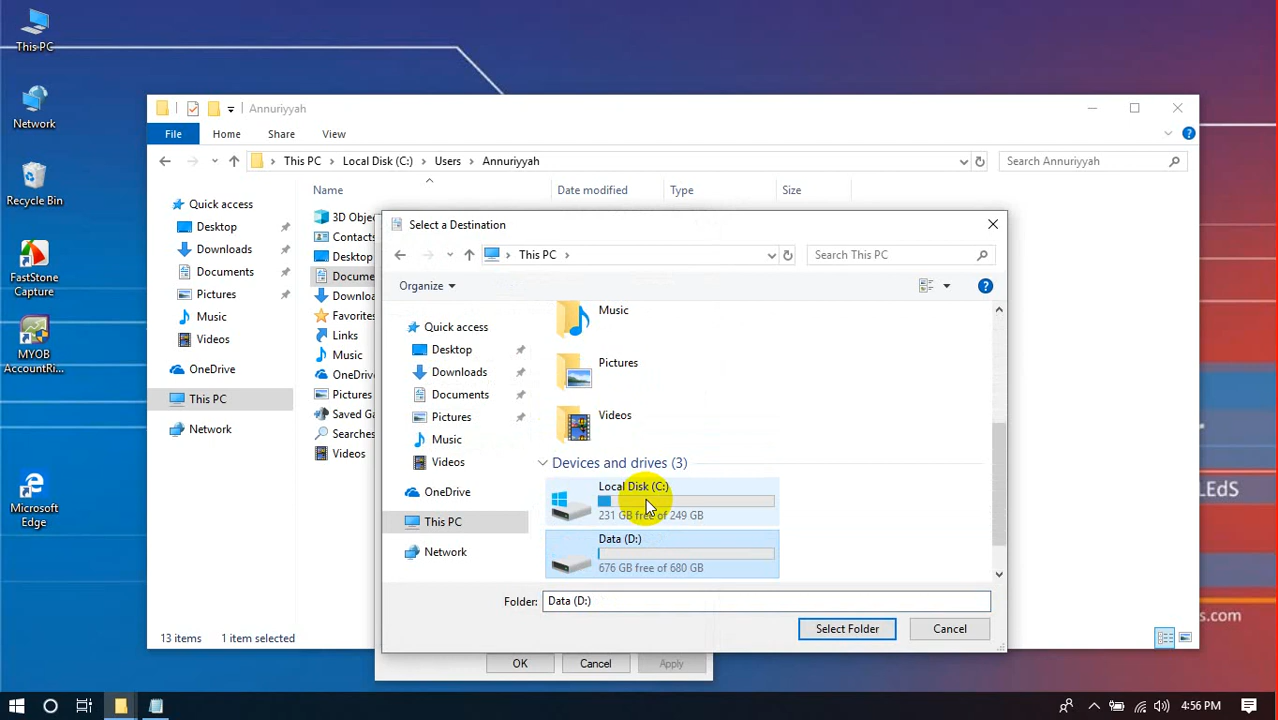 This PC
Network
Recycle Bin
FastStone
Capture
MYOB
AccountRi...
Microsoft
Edge
Annuriyyah
File
Home
Share
View
This PC
Local Disk (C:)
Users
Annuriyyah
Search Annuriyyah
Quick access
Desktop
Downloads
Documents
Pictures
Music
Videos
OneDrive
This PC
Network
Name
Date modified
Type
Size
3D Obje
Contacts
Desktop
Docume
Downloa
Favorites
Links
Music
OneDriv
Pictures
Saved Ga
Searches
Videos
13 items
1 item selected
Select a Destination
This PC
Search This PC
Organize
Quick access
Desktop
Downloads
Documents
Pictures
Music
Videos
OneDrive
This PC
Network
Music
Pictures
Videos
Devices and drives (3)
Local Disk (C:)
231 GB free of 249 GB
Data (D:)
676 GB free of 680 GB
Folder: Data (D:)
Select Folder
Cancel
OK
Cancel
Apply
LEdS
s.com
4:56 PM